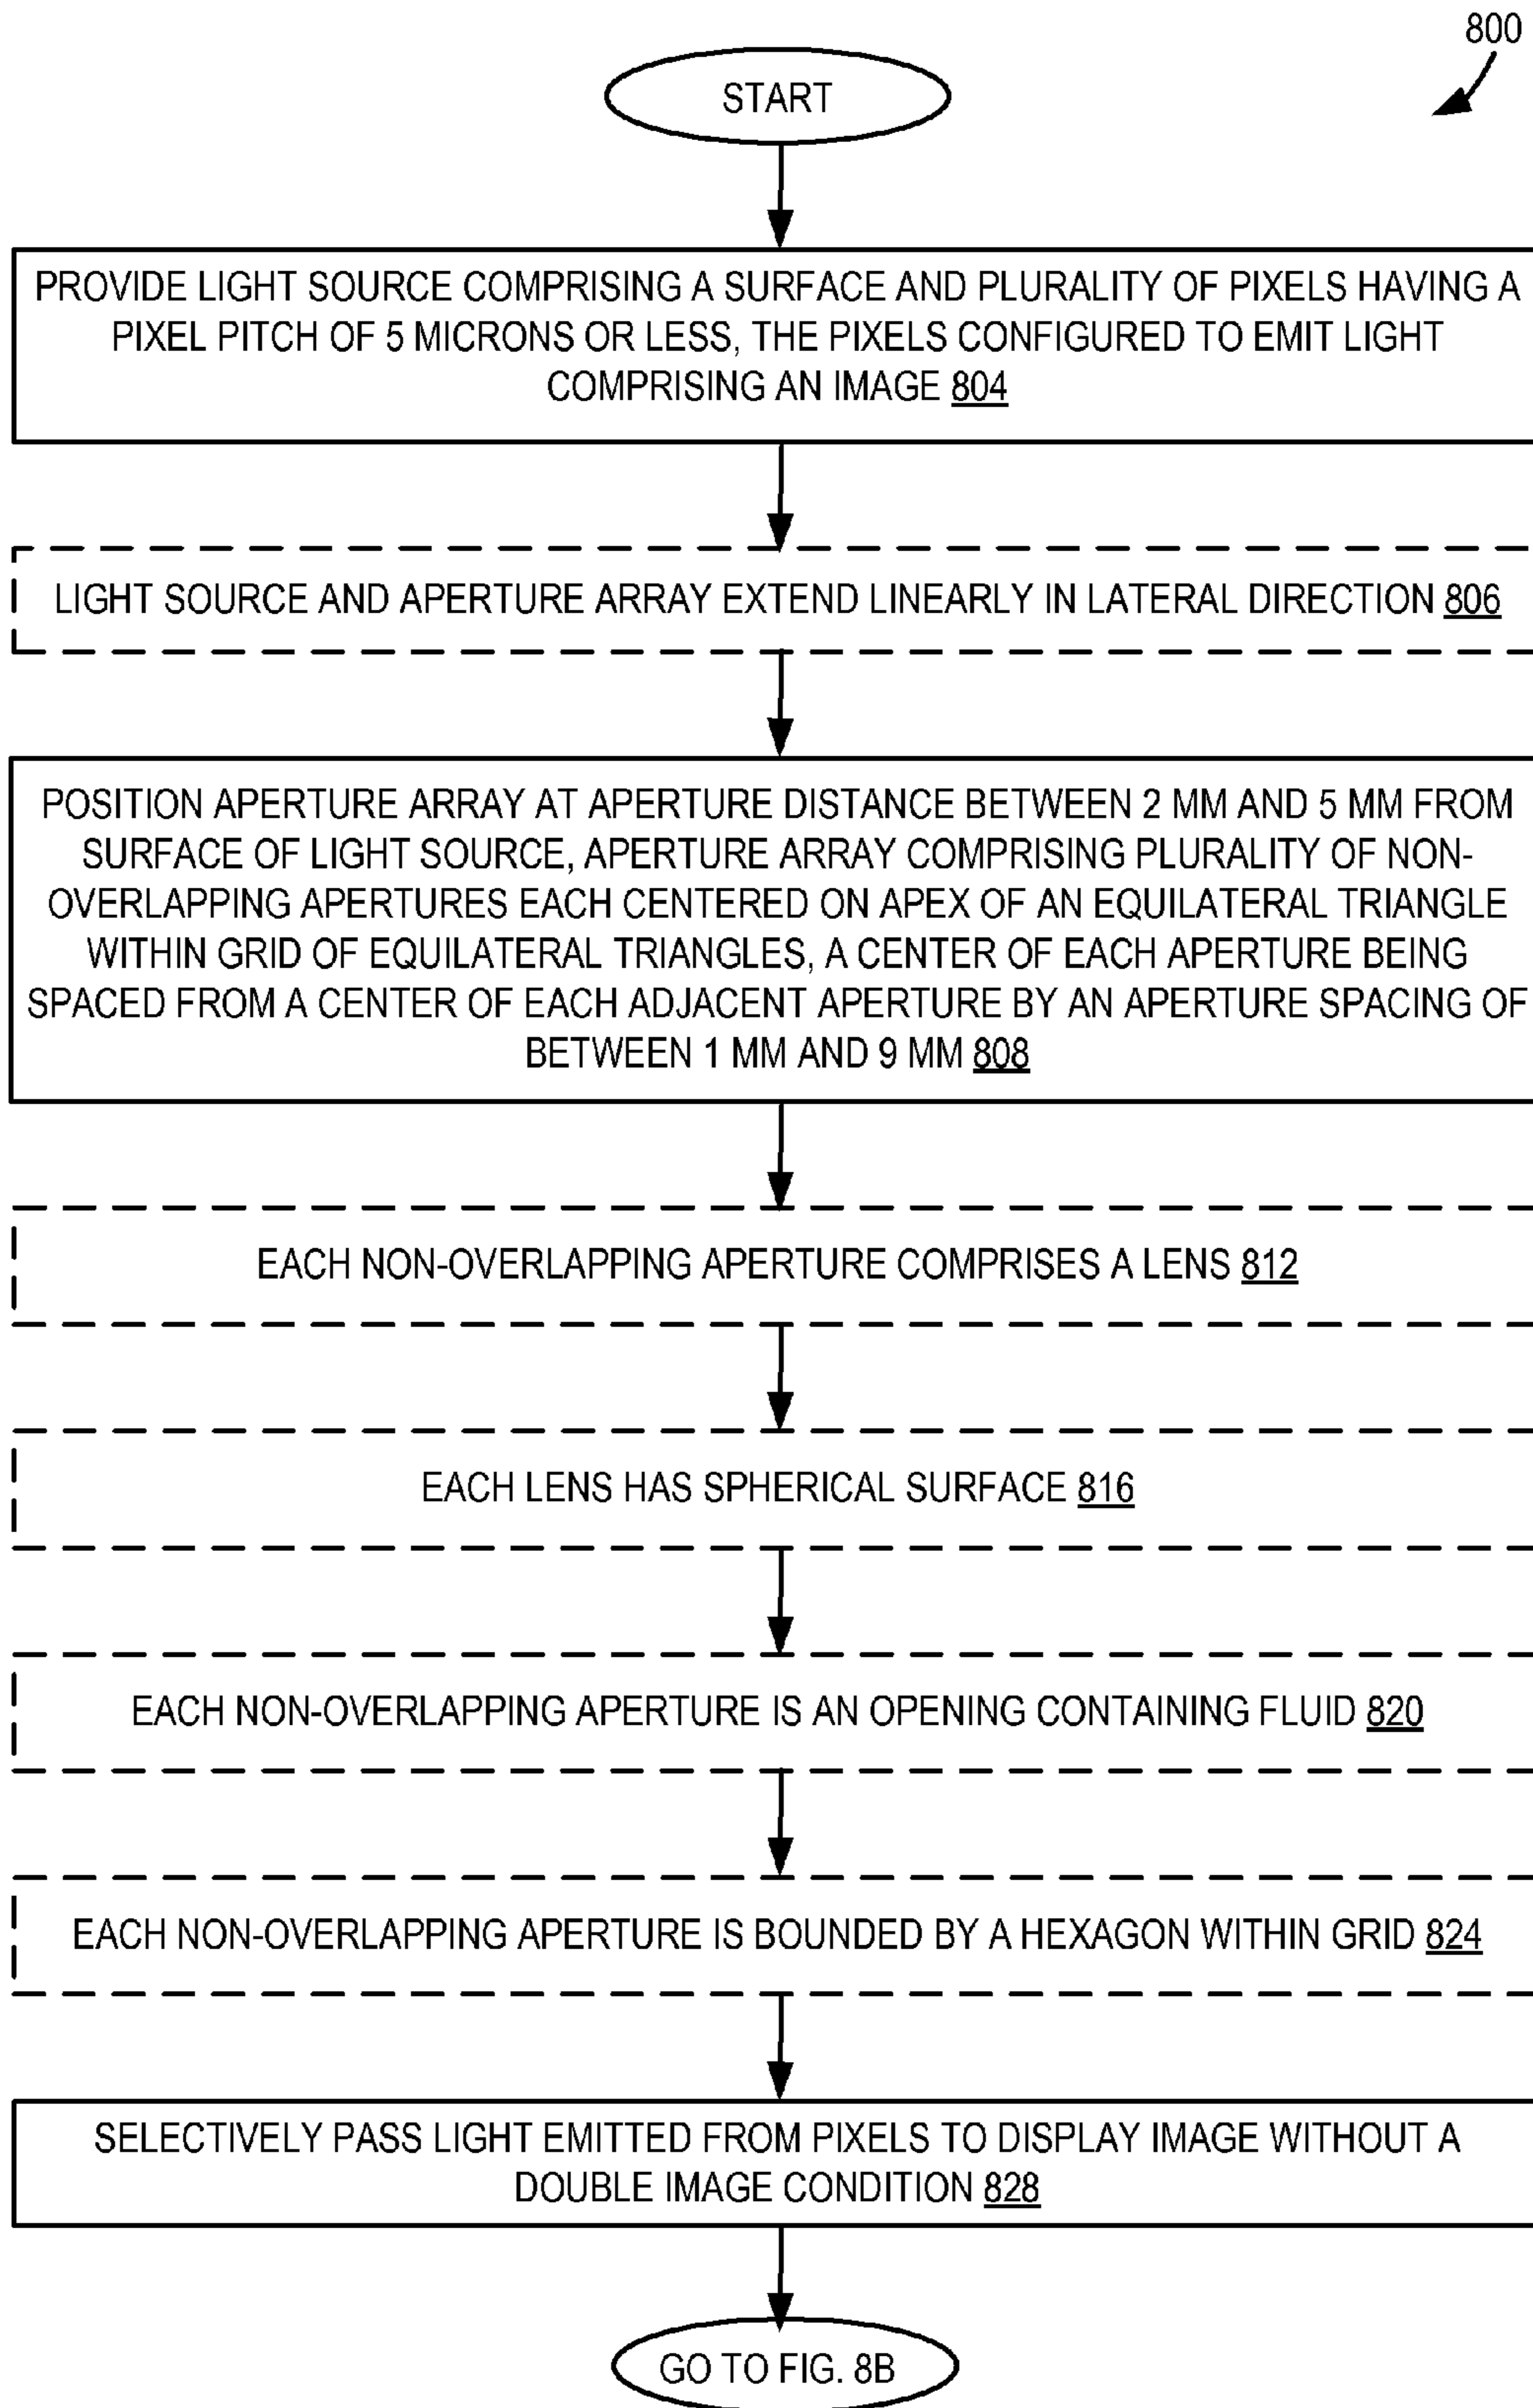 800
START
PROVIDE LIGHT SOURCE COMPRISING A SURFACE AND PLURALITY OF PIXELS HAVING A
PIXEL PITCH OF 5 MICRONS OR LESS, THE PIXELS CONFIGURED TO EMIT LIGHT
COMPRISING AN IMAGE 804
LIGHT SOURCE AND APERTURE ARRAY EXTEND LINEARLY IN LATERAL DIRECTION 806
POSITION APERTURE ARRAY AT APERTURE DISTANCE BETWEEN 2 MM AND 5 MM FROM
SURFACE OF LIGHT SOURCE, APERTURE ARRAY COMPRISING PLURALITY OF NON-
OVERLAPPING APERTURES EACH CENTERED ON APEX OF AN EQUILATERAL TRIANGLE
WITHIN GRID OF EQUILATERAL TRIANGLES, A CENTER OF EACH APERTURE BEING
SPACED FROM A CENTER OF EACH ADJACENT APERTURE BY AN APERTURE SPACING OF
BETWEEN 1 MM AND 9 MM 808
EACH NON-OVERLAPPING APERTURE COMPRISES A LENS 812
EACH LENS HAS SPHERICAL SURFACE 816
EACH NON-OVERLAPPING APERTURE IS AN OPENING CONTAINING FLUID 820
EACH NON-OVERLAPPING APERTURE IS BOUNDED BY A HEXAGON WITHIN GRID 824
SELECTIVELY PASS LIGHT EMITTED FROM PIXELS TO DISPLAY IMAGE WITHOUT A
DOUBLE IMAGE CONDITION 828
GO TO FIG. 8B